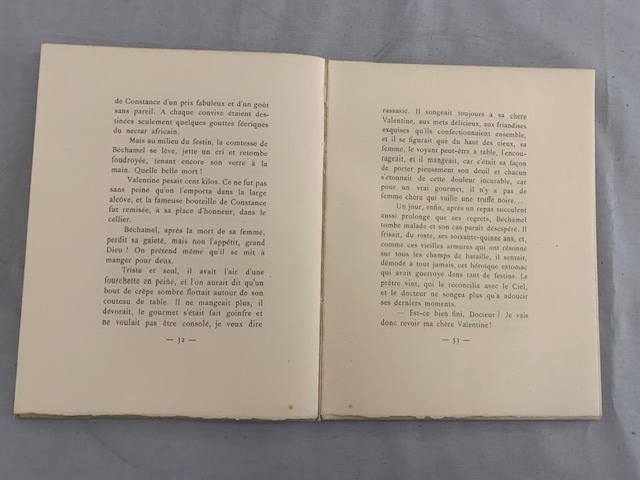 de Constance d'un prix fabuleux et d'un goût
sans pareil. A chaque convive étaient des-
tinées seulement quelques gouttes féeriques
du nectar africain.
Mais au milieu du festin, la comtesse de
Béchamel se lève, jette un cri et retombe
foudroyée, tenant encore son verre à la
main. Quelle belle mort !
Valentine pesait cent kilos. Ce ne fut pas
sans peine qu'on l'emporta dans la large
alcôve, et la fameuse bouteille de Constance
fut remisée, à sa place d'honneur, dans le
cellier.
Béchamel, après la mort de sa femme,
perdit sa gaieté, mais non l'appétit, grand
Dieu ! On prétend même qu'il se mit à
manger pour deux.
Triste et seul, il avait l'air d'une
fourchette en peine, et l'on aurait dit qu'un
bout de crêpe sombre flottait autour de son
couteau de table. Il ne mangeait plus, il
dévorait, le gourmet s'était fait goinfre et
ne voulait pas être consolé, je veux dire
— 32 —
rassasié. Il songeait toujours à sa chère
Valentine, aux mets délicieux, aux friandises
exquises qu'ils confectionnaient ensemble,
et il se figurait que du haut des cieux, sa
femme, le voyant peut-être à table, l'encou-
rageait, et il mangeait, car c'était sa façon
de porter pieusement son deuil et chacun
s'étonnait de cette douleur incurable, car
pour un vrai gourmet, il n'y a pas de
femme chère qui vaille une truffe noire...
Un jour, enfin, après un repas succulent
aussi prolongé que ses regrets, Béchamel
tombe malade et son cas parait désespéré. Il
frisait, du reste, ses soixante-quinze ans, et,
comme ces vieilles armures qui ont résonné
sur tous les champs de bataille, il sentait,
démodé à tout jamais, cet héroïque estomac
qui avait guerroyé dans tant de festins. Le
prêtre vint, qui le réconcilia avec le Ciel,
et le docteur ne songea plus qu'à adoucir
ses derniers moments.
— Est-ce bien fini, Docteur ? Je vais
donc revoir ma chère Valentine !
— 33 —